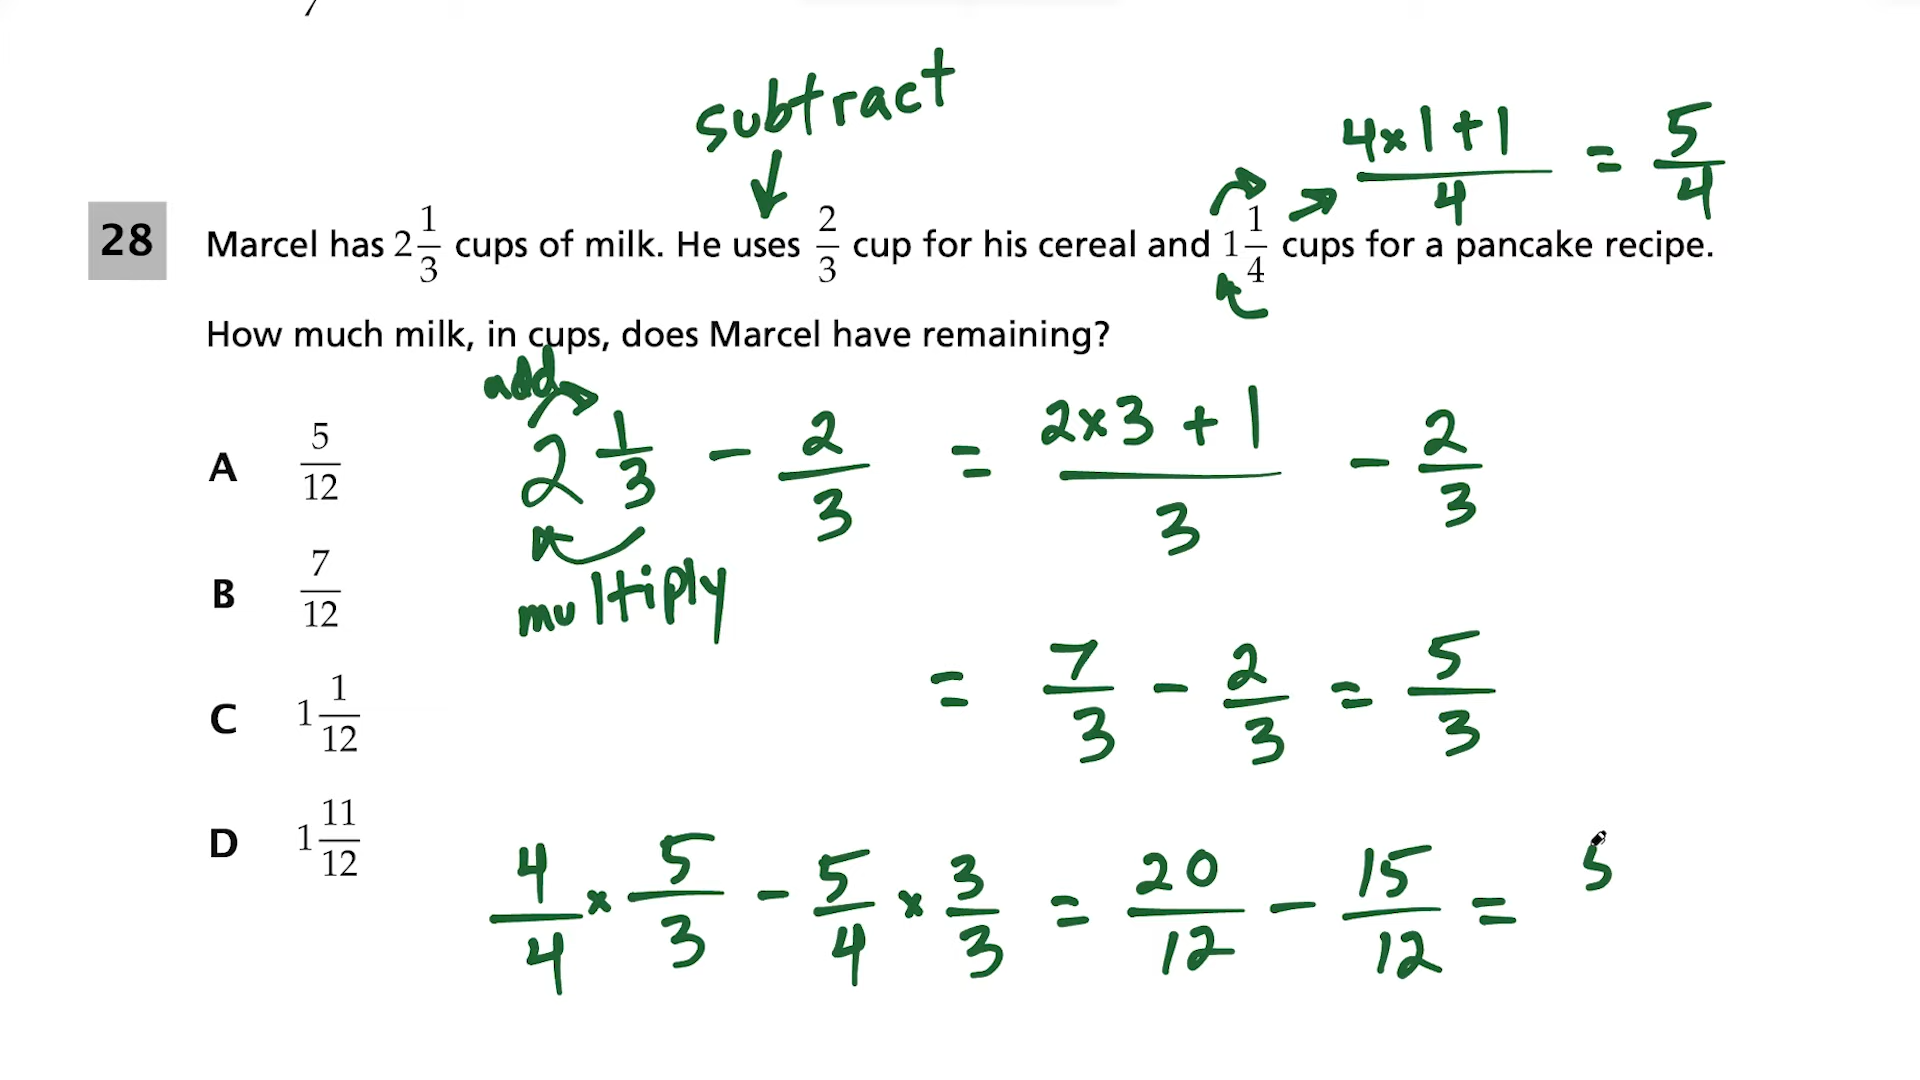 subtract
4×1+1/4 = 5/4
28 Marcel has 2 1/3 cups of milk. He uses 2/3 cup for his cereal and 1 1/4 cups for a pancake recipe.
How much milk, in cups, does Marcel have remaining?
add
2 1/3 - 2/3 = 2×3 + 1/3 - 2/3
multiply
A 5/12
B 7/12
= 7/3 - 2/3 = 5/3
C 1 1/12
D 1 11/12
4/4 × 5/3 - 5/4 × 3/3 = 20/12 - 15/12 = 5